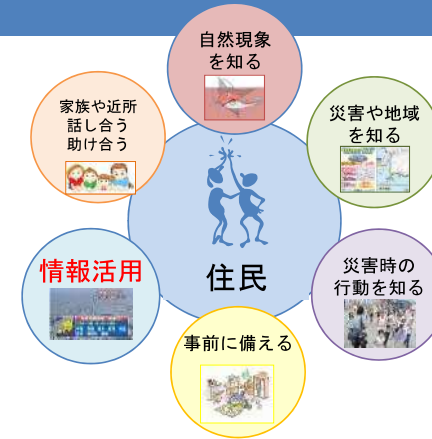 自然現象
を知る
家族や近所
話し合う
助け合う
災害や地域
を知る
情報活用
住民
災害時の
行動を知る
事前に備える